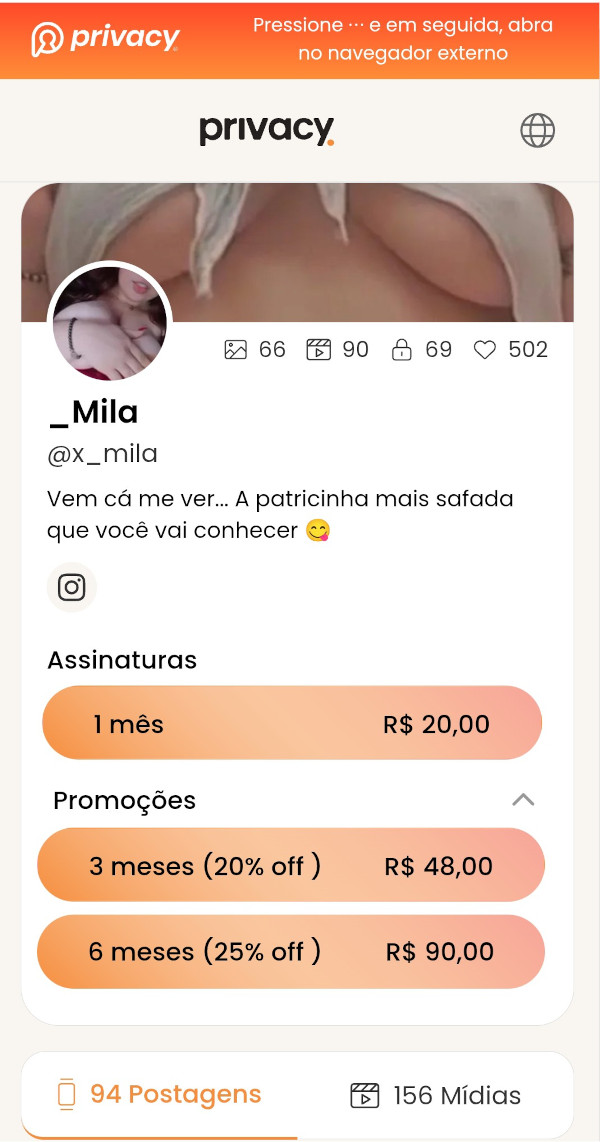 privacy
Pressione ··· e em seguida, abra
no navegador externo
privacy.
66 90 69 502
_Mila
@x_mila
Vem cá me ver... A patricinha mais safada
que você vai conhecer 😋
Assinaturas
1 mês R$ 20,00
Promoções
3 meses (20% off ) R$ 48,00
6 meses (25% off ) R$ 90,00
94 Postagens 156 Mídias